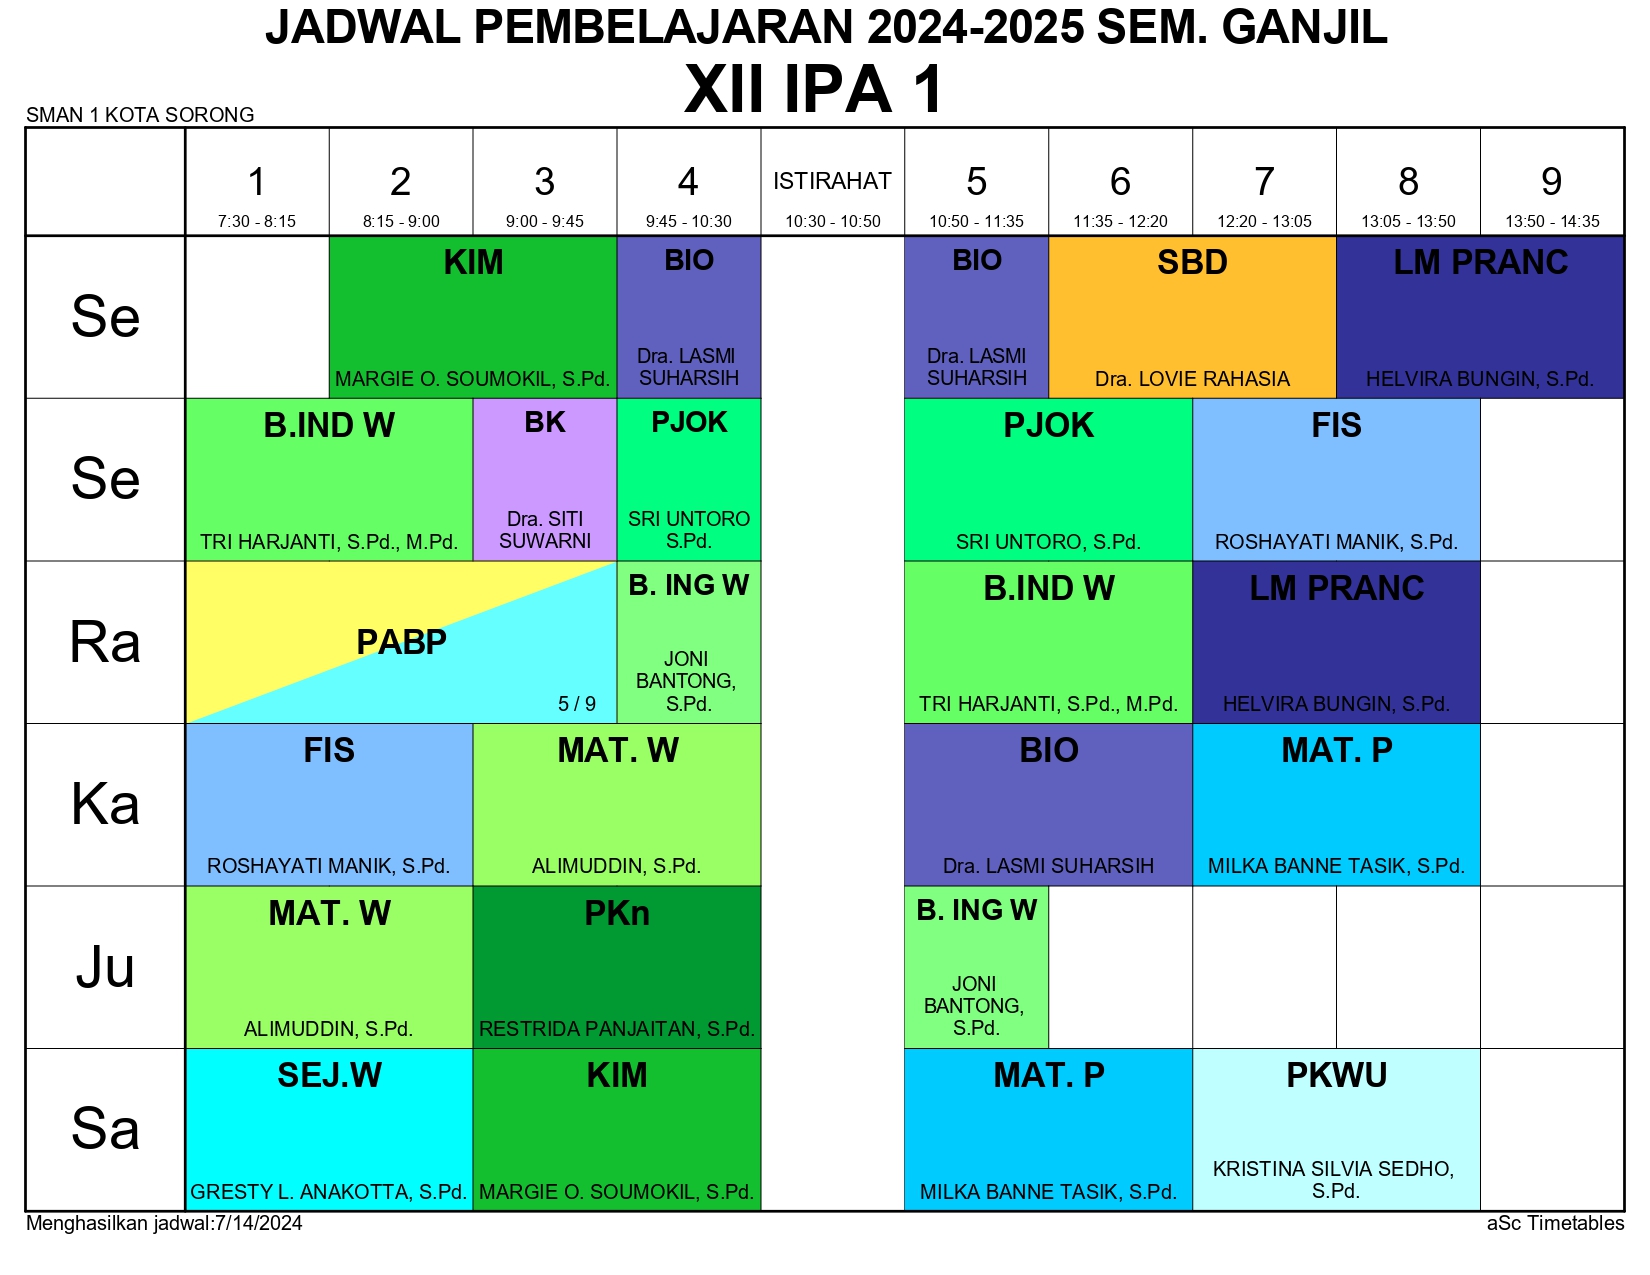 JADWAL PEMBELAJARAN 2024-2025 SEM. GANJIL
XII IPA 1
SMAN 1 KOTA SORONG
1 2 3 4 ISTIRAHAT 5 6 7 8 9
7:30 - 8:15 8:15 - 9:00 9:00 - 9:45 9:45 - 10:30 10:30 - 10:50 10:50 - 11:35 11:35 - 12:20 12:20 - 13:05 13:05 - 13:50 13:50 - 14:35
Se
KIM
MARGIE O. SOUMOKIL, S.Pd.
BIO
Dra. LASMI
SUHARSIH
BIO
Dra. LASMI
SUHARSIH
SBD
Dra. LOVIE RAHASIA
LM PRANC
HELVIRA BUNGIN, S.Pd.
Se
B.IND W
TRI HARJANTI, S.Pd., M.Pd.
BK
Dra. SITI
SUWARNI
PJOK
SRI UNTORO
S.Pd.
PJOK
SRI UNTORO, S.Pd.
FIS
ROSHAYATI MANIK, S.Pd.
Ra
PABP
5 / 9
B. ING W
JONI
BANTONG,
S.Pd.
B.IND W
TRI HARJANTI, S.Pd., M.Pd.
LM PRANC
HELVIRA BUNGIN, S.Pd.
Ka
FIS
ROSHAYATI MANIK, S.Pd.
MAT. W
ALIMUDDIN, S.Pd.
BIO
Dra. LASMI SUHARSIH
MAT. P
MILKA BANNE TASIK, S.Pd.
Ju
MAT. W
ALIMUDDIN, S.Pd.
PKn
RESTRIDA PANJAITAN, S.Pd.
B. ING W
JONI
BANTONG,
S.Pd.
Sa
SEJ.W
GRESTY L. ANAKOTTA, S.Pd.
KIM
MARGIE O. SOUMOKIL, S.Pd.
MAT. P
MILKA BANNE TASIK, S.Pd.
PKWU
KRISTINA SILVIA SEDHO,
S.Pd.
Menghasilkan jadwal:7/14/2024
aSc Timetables